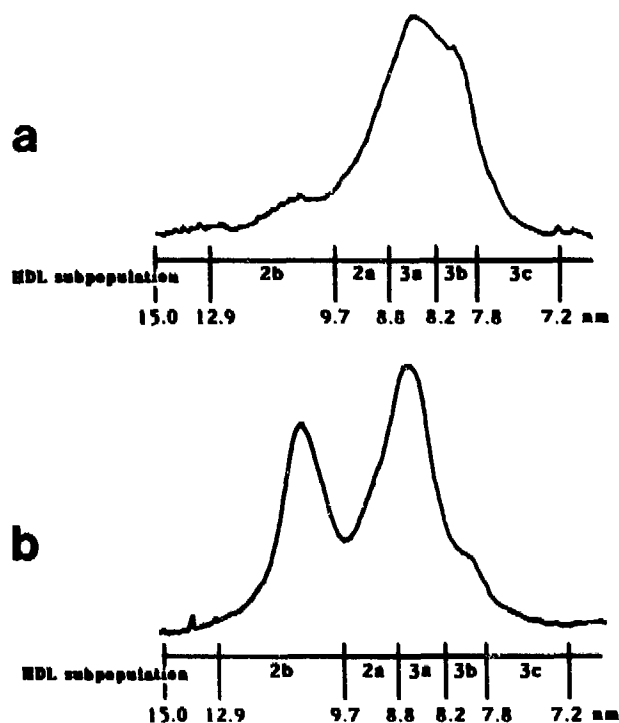 a
2b 2a 3a 3b 3c
HDL subpopulation
15.0 12.9 9.7 8.8 8.2 7.8 7.2 nm
b
2b 2a 3a 3b 3c
HDL subpopulation
15.0 12.9 9.7 8.8 8.2 7.8 7.2 nm